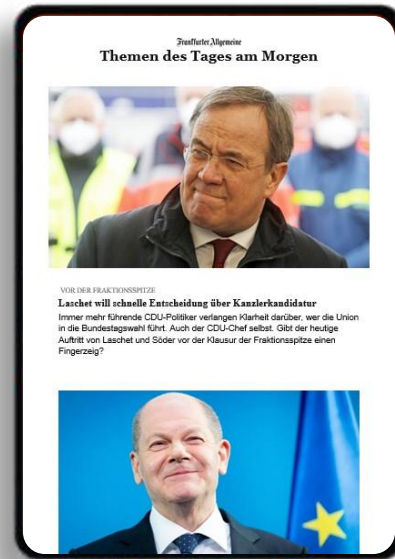 Frankfurter Allgemeine
Themen des Tages am Morgen
VOR DER FRAKTIONSSPITZE
Laschet will schnelle Entscheidung über Kanzlerkandidatur
Immer mehr führende CDU-Politiker verlangen Klarheit darüber, wer die Union
in die Bundestagswahl führt. Auch der CDU-Chef selbst. Gibt der heutige
Auftritt von Laschet und Söder vor der Klausur der Fraktionsspitze einen
Fingerzeig?